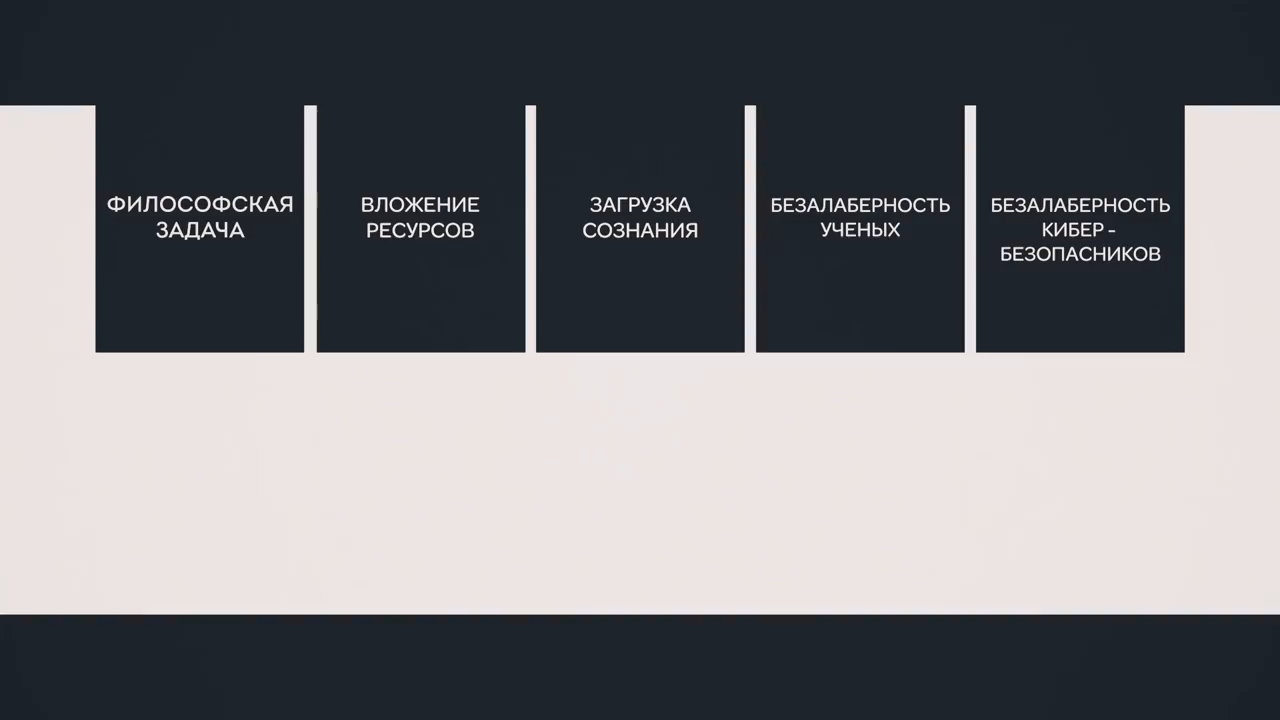 ФИЛОСОФСКАЯ
ЗАДАЧА
ВЛОЖЕНИЕ
РЕСУРСОВ
ЗАГРУЗКА
СОЗНАНИЯ
БЕЗАЛАБЕРНОСТЬ
УЧЕНЫХ
БЕЗАЛАБЕРНОСТЬ
КИБЕР -
БЕЗОПАСНИКОВ